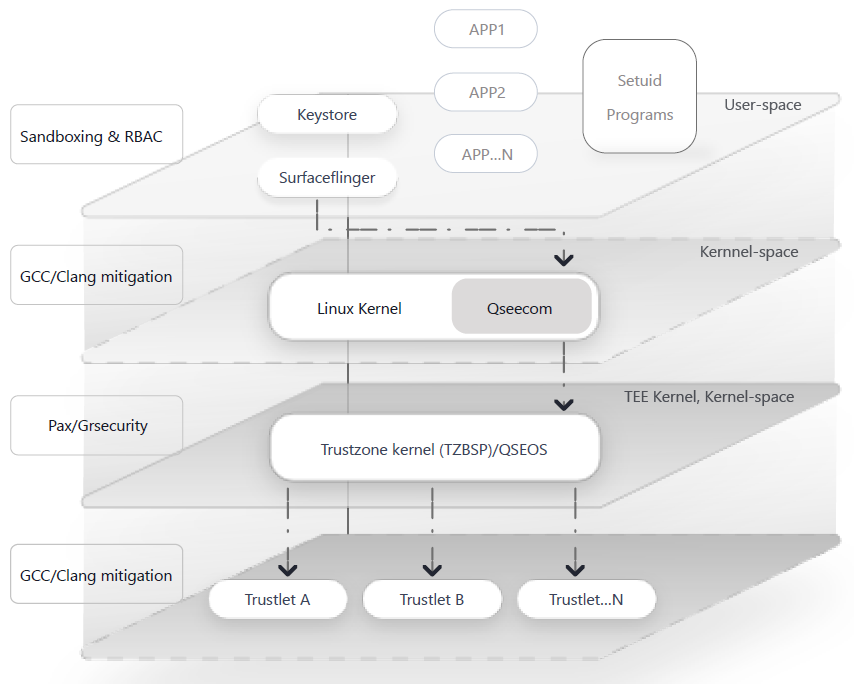 APP1
Setuid
Programs
APP2
User-space
Keystore
Sandboxing & RBAC
APP...N
Surfaceflinger
Kernnel-space
GCC/Clang mitigation
Linux Kernel
Qseecom
TEE Kernel, Kernel-space
Pax/Grsecurity
Trustzone kernel (TZBSP)/QSEOS
GCC/Clang mitigation
Trustlet A
Trustlet B
Trustlet...N